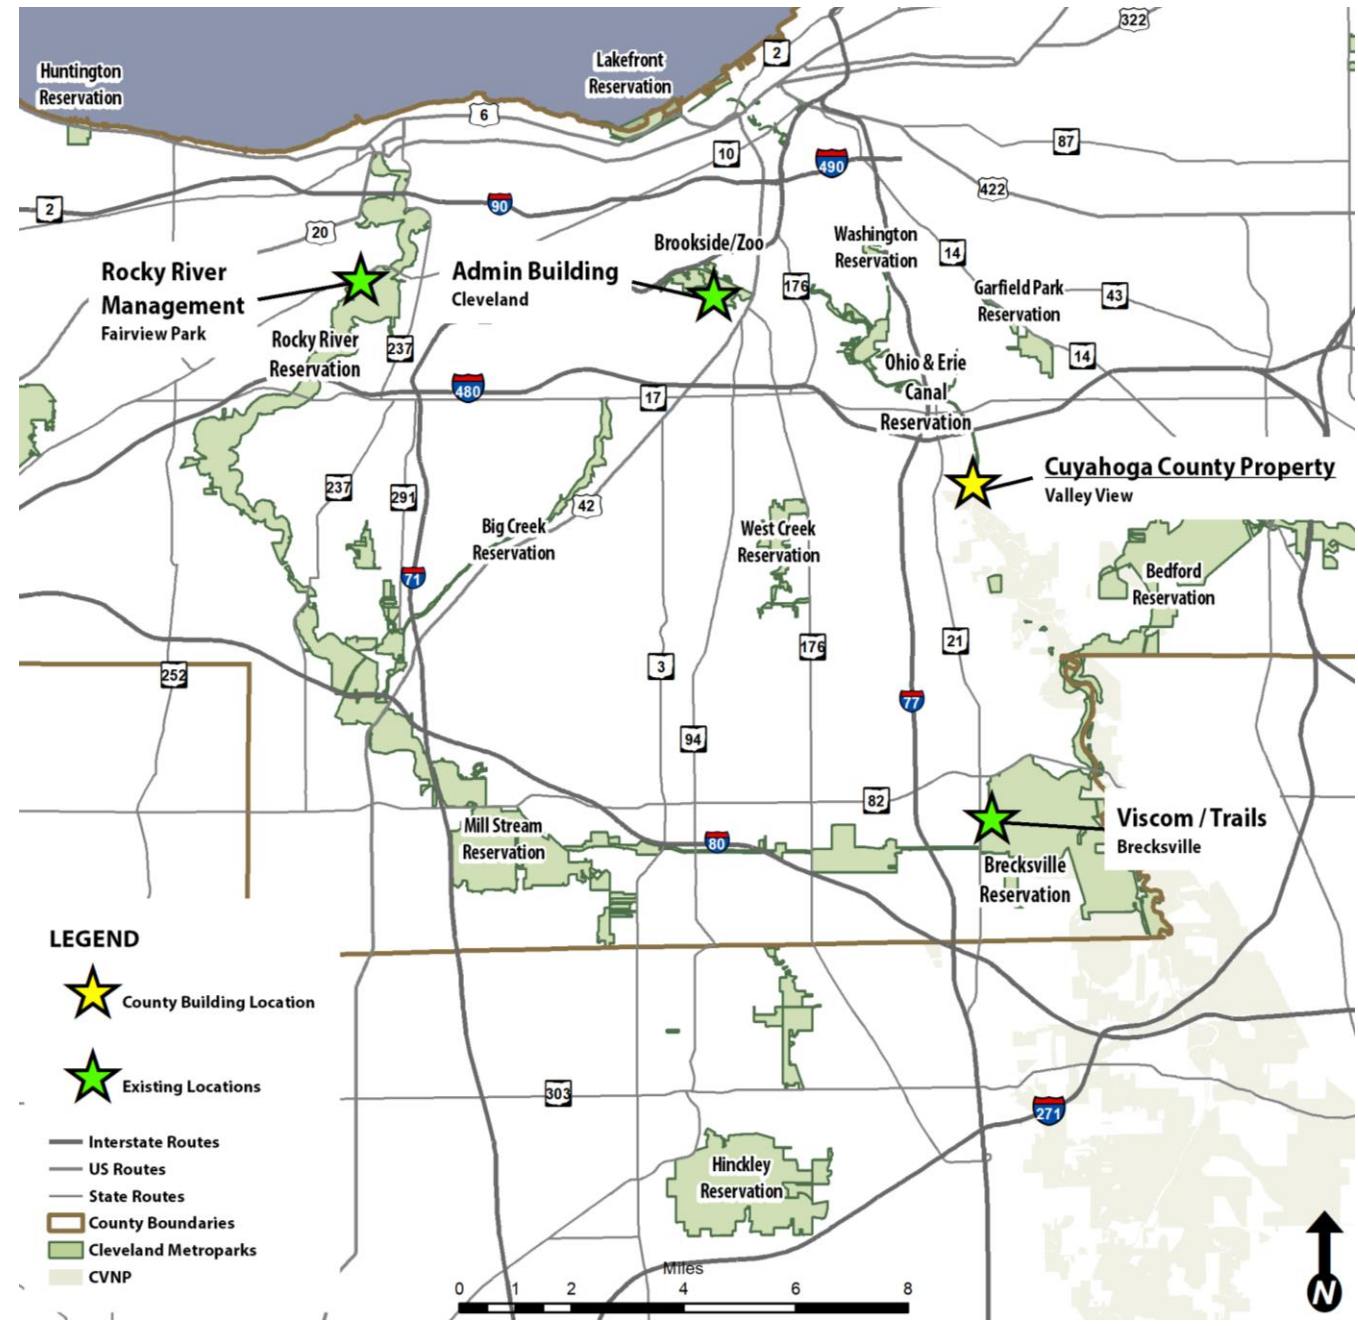 322
2
Huntington
Reservation
Lakefront
Reservation
6
10
490
87
422
2
90
20
Brookside/Zoo
Washington
Reservation
14
Rocky River
Management
Fairview Park
Admin Building
Cleveland
176
Garfield Park
Reservation
43
Rocky River
Reservation
237
14
Ohio & Erie
Canal
Reservation
480
17
Cuyahoga County Property
Valley View
237
291
42
Big Creek
Reservation
West Creek
Reservation
71
Bedford
Reservation
252
3
176
21
77
94
82
Mill Stream
Reservation
80
Viscom / Trails
Brecksville
Brecksville
Reservation
LEGEND
County Building Location
Existing Locations
303
271
Interstate Routes
US Routes
State Routes
County Boundaries
Cleveland Metroparks
CVNP
Hinckley
Reservation
Miles
0 1 2 4 6 8
N